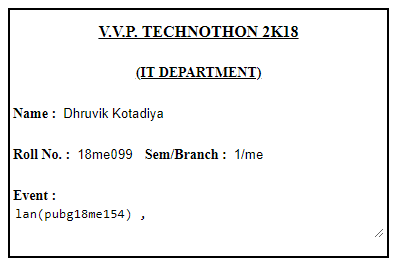 V.V.P. TECHNOTHON 2K18
(IT DEPARTMENT)
Name : Dhruvik Kotadiya
Roll No. : 18me099 Sem/Branch : 1/me
Event :
lan(pubg18me154) ,